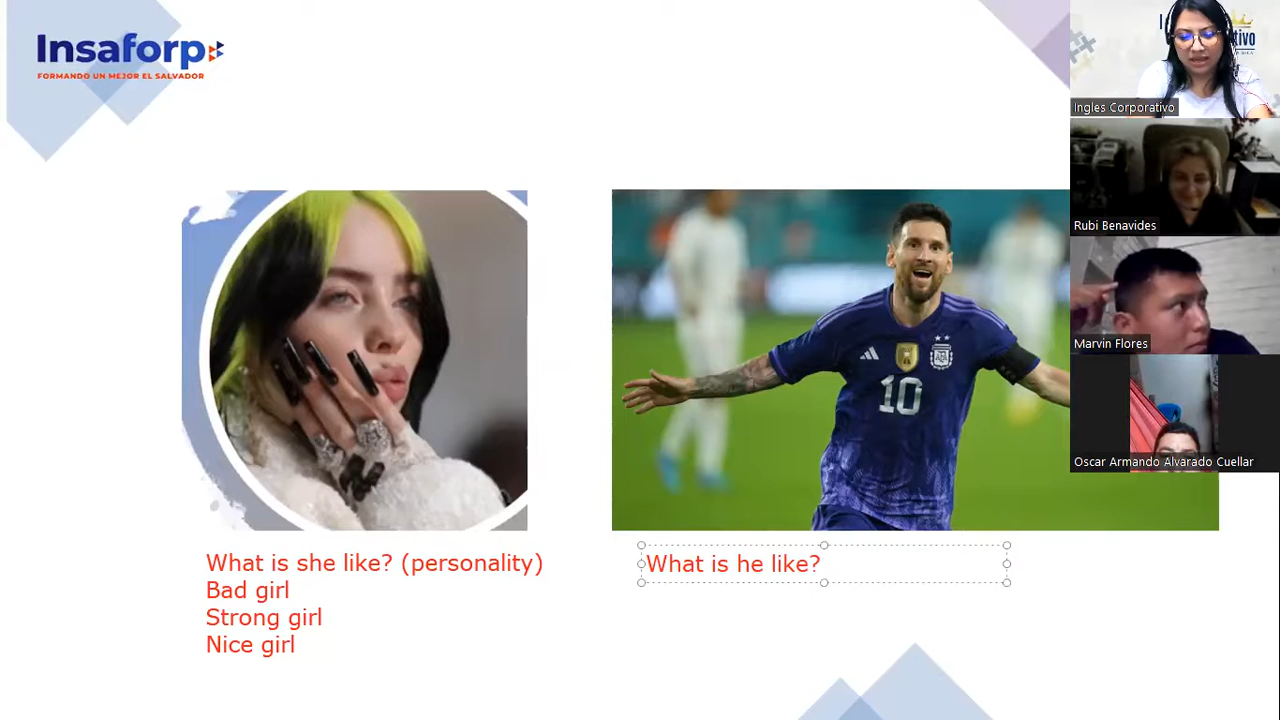 Insaforp
FORMANDO UN MEJOR EL SALVADOR
What is she like? (personality)
Bad girl
Strong girl
Nice girl
10
What is he like?
tivo
Ingles Corporativo
Rubi Benavides
Marvin Flores
Oscar Armando Alvarado Cuellar